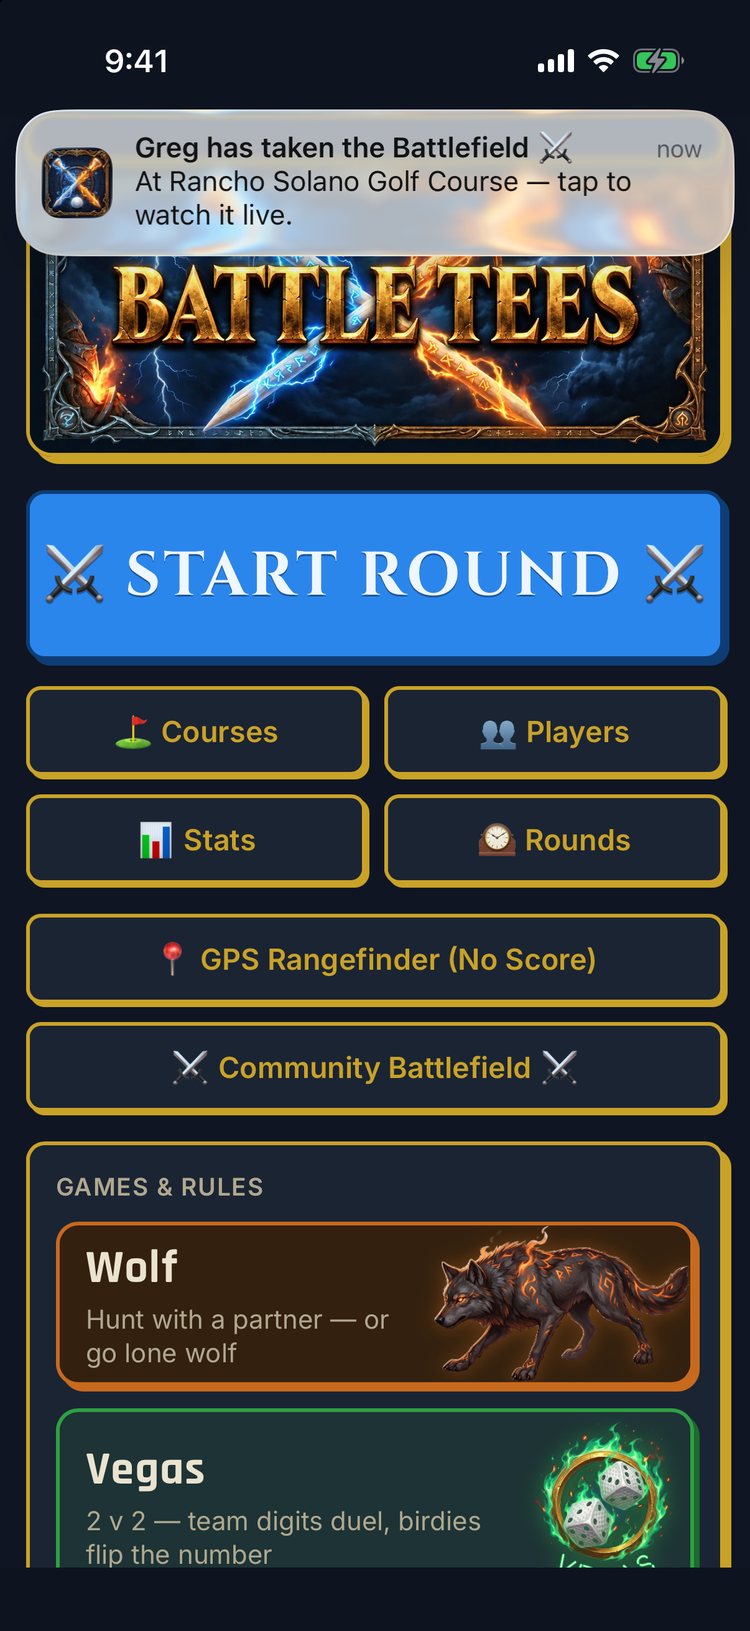 9:41
Greg has taken the Battlefield ⚔️
now
At Rancho Solano Golf Course — tap to
watch it live.
BATTLE TEES
⚔️ START ROUND ⚔️
⛳ Courses
👥 Players
📊 Stats
🕰️ Rounds
📍 GPS Rangefinder (No Score)
⚔️ Community Battlefield ⚔️
GAMES & RULES
Wolf
Hunt with a partner — or
go lone wolf
Vegas
2 v 2 — team digits duel, birdies
flip the number